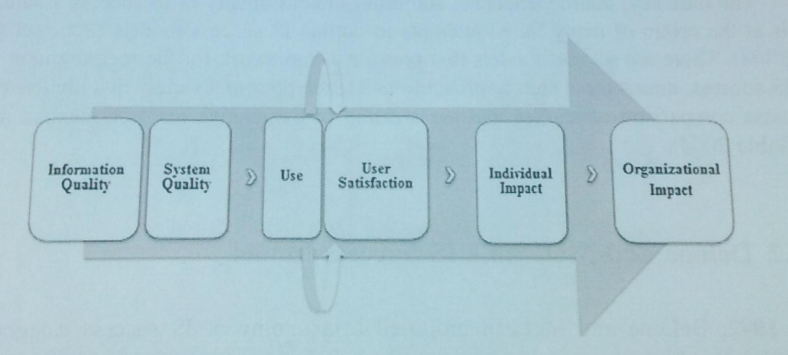 Information
Quality
System
Quality
Use
User
Satisfaction
Individual
Impact
Organizational
Impact